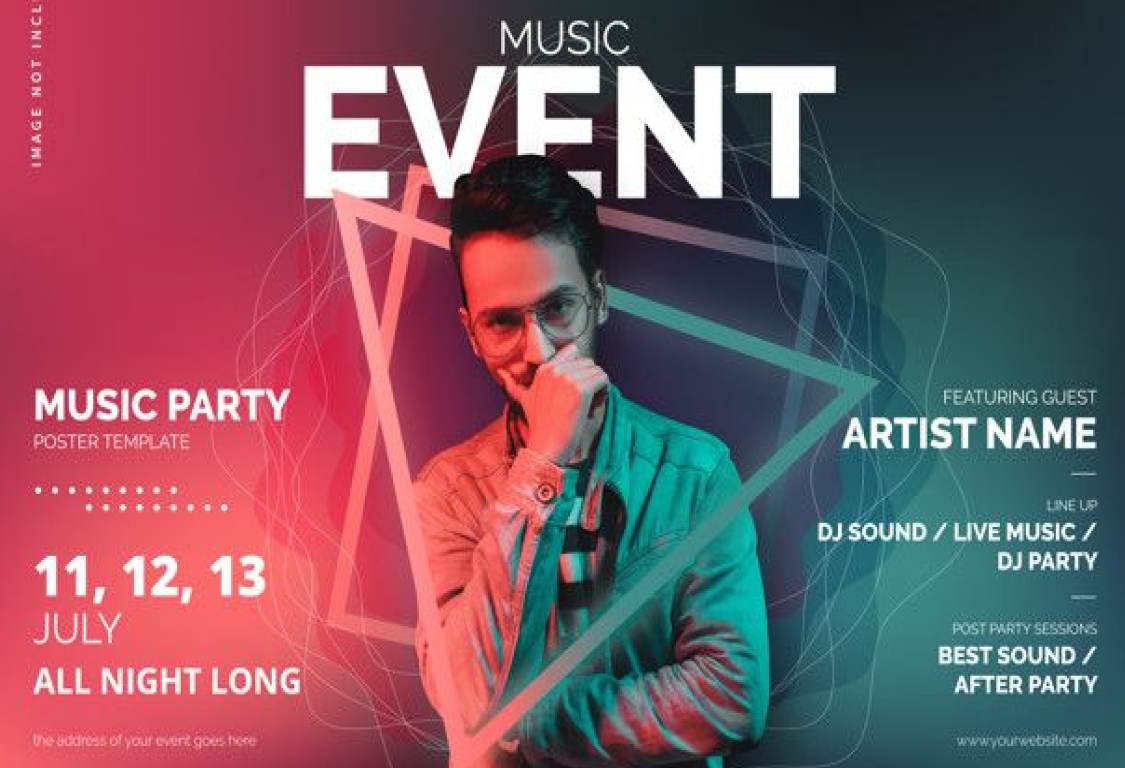 IMAGE NOT INCL
MUSIC
EVENT
MUSIC PARTY
POSTER TEMPLATE
11, 12, 13
JULY
ALL NIGHT LONG
the address of your event goes here
FEATURING GUEST
ARTIST NAME
LINE UP
DJ SOUND / LIVE MUSIC /
DJ PARTY
POST PARTY SESSIONS
BEST SOUND /
AFTER PARTY
www.yourwebsite.com